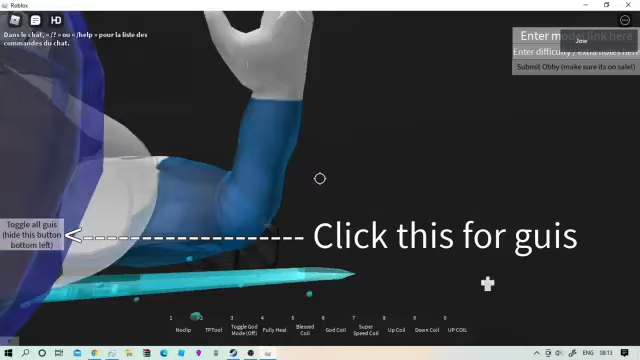 Roblox
HD
Dans le chat, « /? » ou « /help » pour la liste des
commandes du chat.
Enter model link here
Jow
Enter difficulty / extra notes here
Submit Obby (make sure its on sale!)
Toggle all guis
(hide this button
bottom left)
<--------------------
Click this for guis
1 2 3 4 5 6 7 8 9 0
Noclip
TPTool
Toggle God
Mode (Off)
Fully Heal
Blessed
Coil
God Coil
Super
Speed Coil
Up Coil
Down Coil
UP COIL
08:13